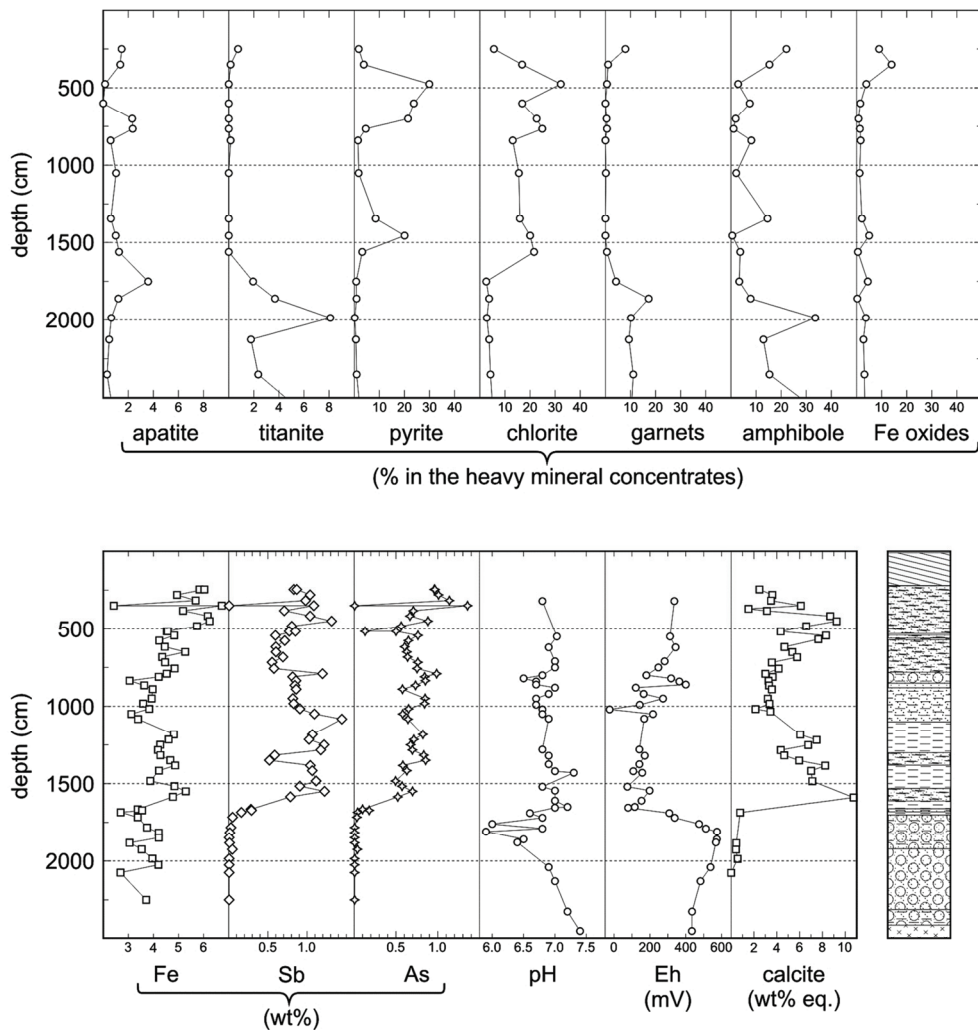 depth (cm)
500
1000
1500
2000
2 4 6 8 2 4 6 8 10 20 30 40 10 20 30 40 10 20 30 40 10 20 30 40 10 20 30 40
apatite titanite pyrite chlorite garnets amphibole Fe oxides
(% in the heavy mineral concentrates)
depth (cm)
500
1000
1500
2000
3 4 5 6 0.5 1.0 0.5 1.0 6.0 6.5 7.0 7.5 0 200 400 600 2 4 6 8 10
Fe Sb As pH Eh calcite
(mV) (wt% eq.)
(wt%)